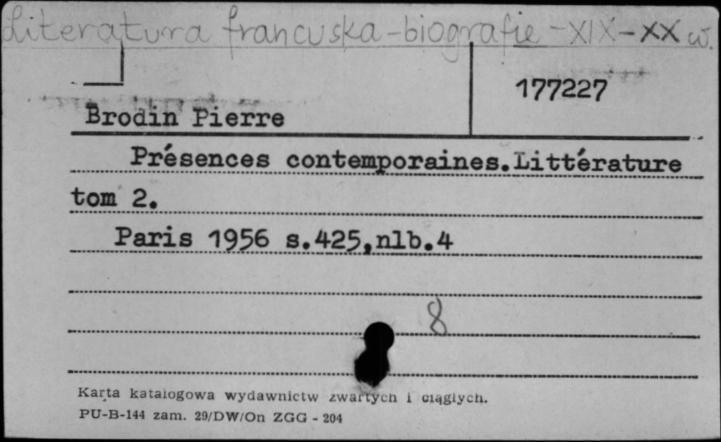 Literatura francuska - biografie - XIX - XX w.
177227
Brodin Pierre
Présences contemporaines.Littérature
tom 2.
Paris 1956 s.425,nlb.4
8
Karta katalogowa wydawnictw zwartych i ciągłych.
PU-B-144 zam. 29/DW/On ZGG - 204